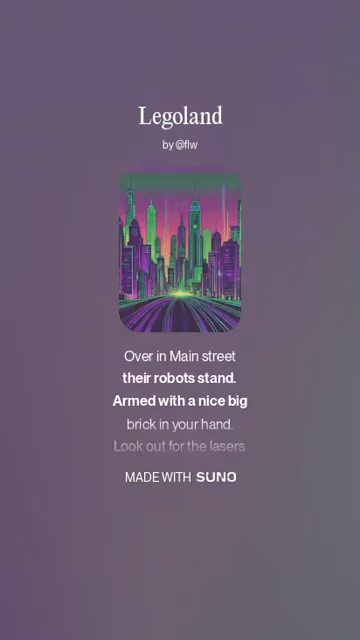 Legoland
by @flw
Over in Main street
their robots stand.
Armed with a nice big
brick in your hand.
Look out for the lasers
MADE WITH SUNO